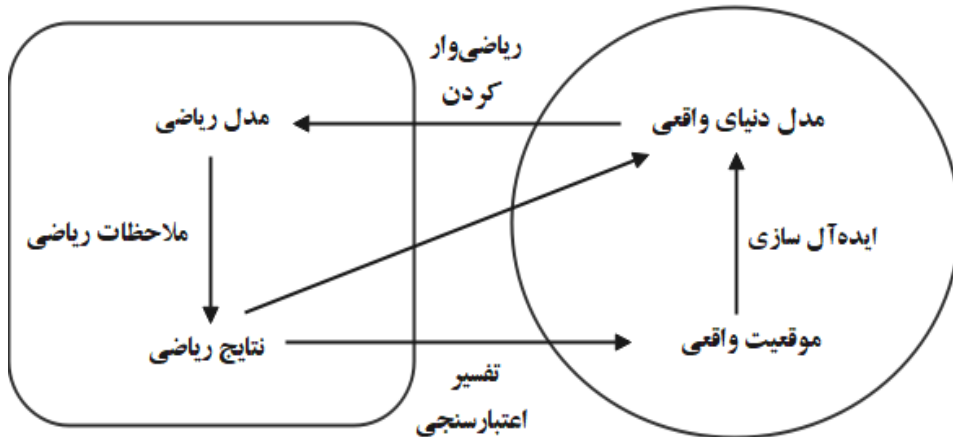 ریاضی‌وار
کردن
مدل دنیای واقعی
مدل ریاضی
ایده‌آل سازی
ملاحظات ریاضی
موقعیت واقعی
نتایج ریاضی
تفسیر
اعتبارسنجی